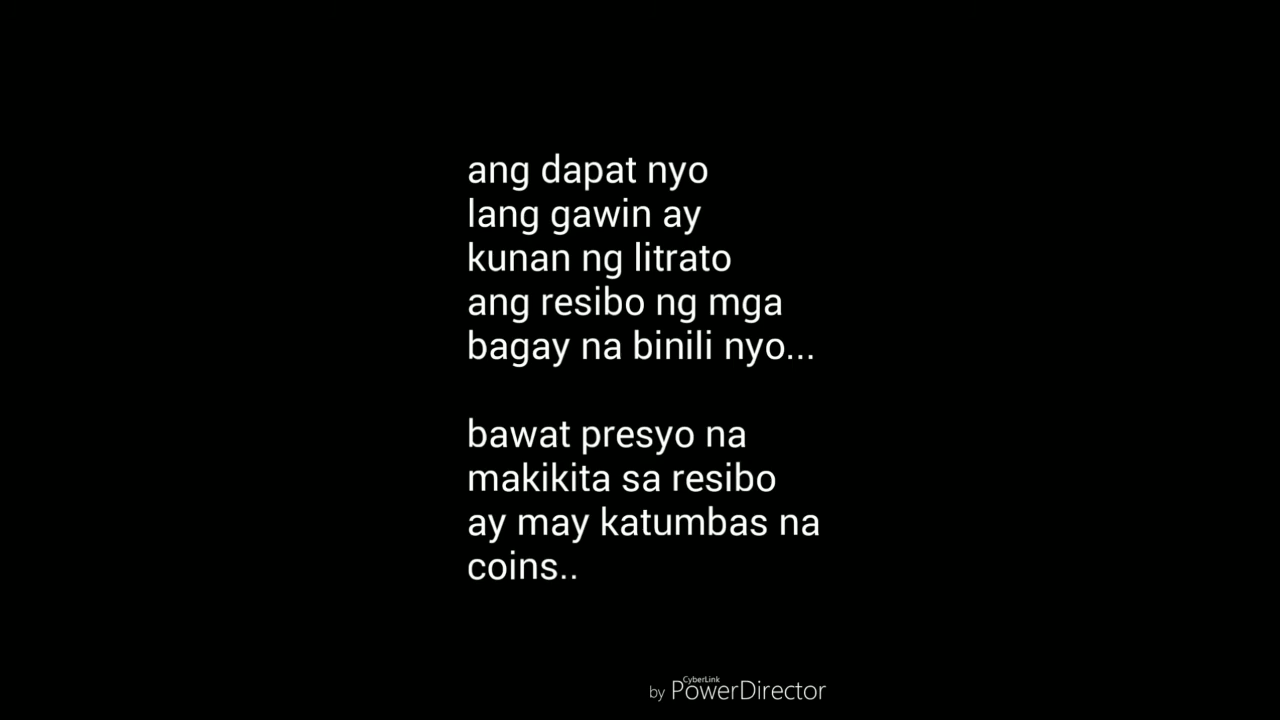 ang dapat nyo
lang gawin ay
kunan ng litrato
ang resibo ng mga
bagay na binili nyo...
bawat presyo na
makikita sa resibo
ay may katumbas na
coins..
CyberLink
by PowerDirector